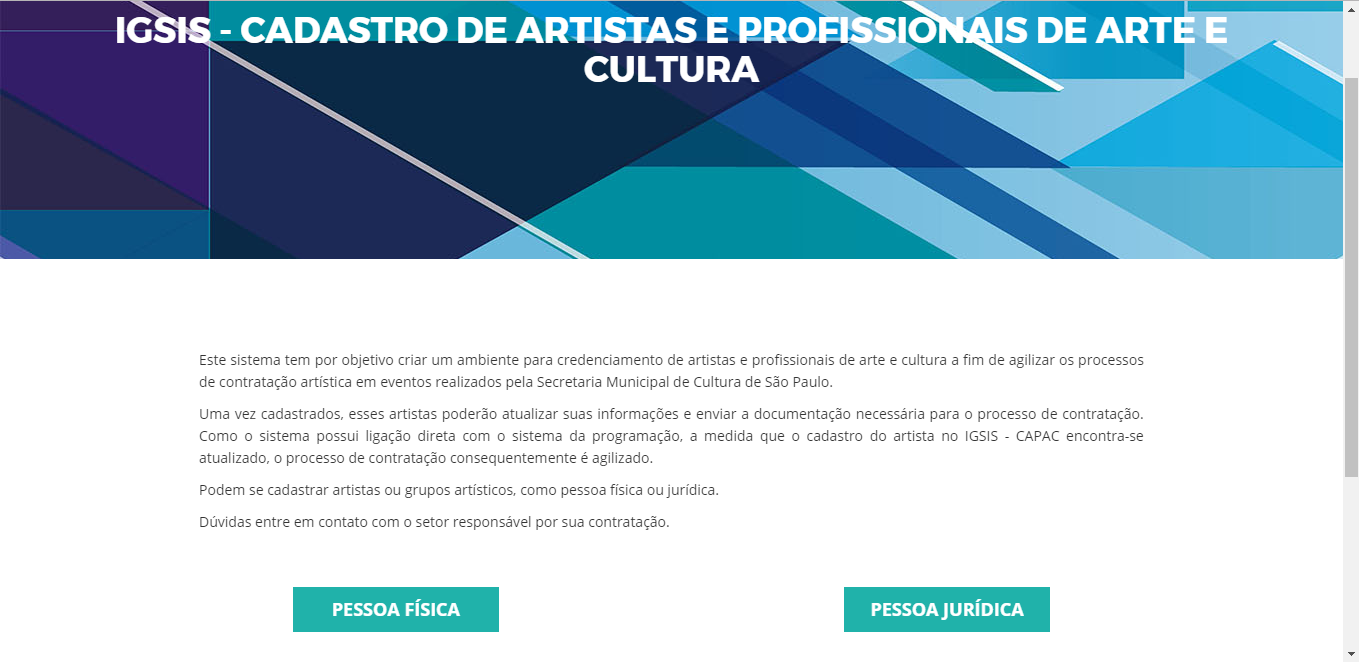 IGSIS - CADASTRO DE ARTISTAS E PROFISSIONAIS DE ARTE E
CULTURA
Este sistema tem por objetivo criar um ambiente para credenciamento de artistas e profissionais de arte e cultura a fim de agilizar os processos
de contratação artística em eventos realizados pela Secretaria Municipal de Cultura de São Paulo.
Uma vez cadastrados, esses artistas poderão atualizar suas informações e enviar a documentação necessária para o processo de contratação.
Como o sistema possui ligação direta com o sistema da programação, a medida que o cadastro do artista no IGSIS - CAPAC encontra-se
atualizado, o processo de contratação consequentemente é agilizado.
Podem se cadastrar artistas ou grupos artísticos, como pessoa física ou jurídica.
Dúvidas entre em contato com o setor responsável por sua contratação.
PESSOA FÍSICA
PESSOA JURÍDICA